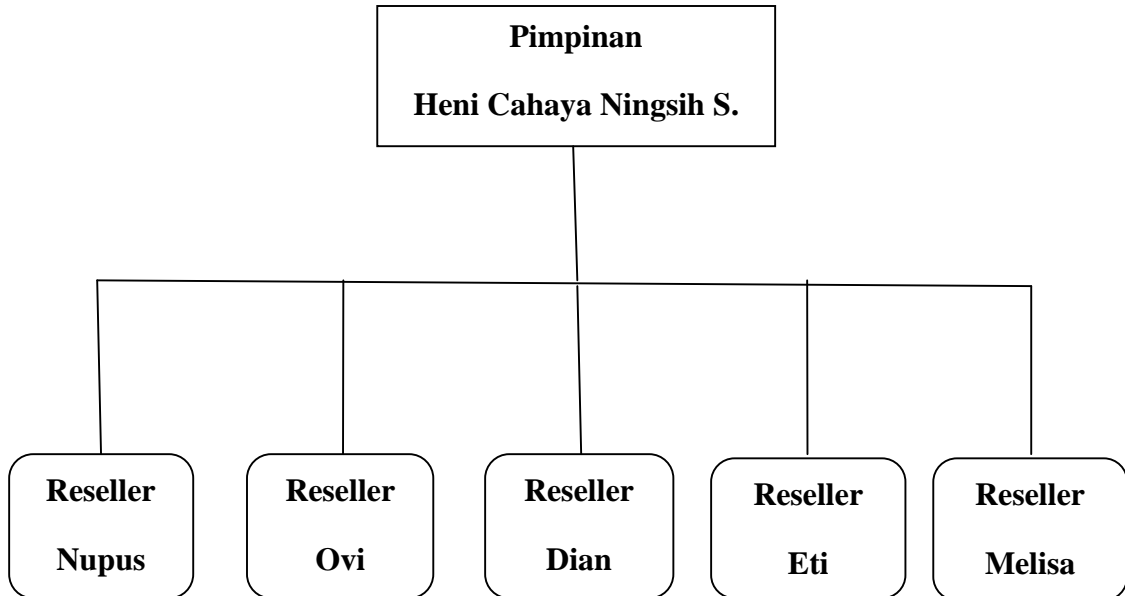 Pimpinan
Heni Cahaya Ningsih S.
Reseller
Nupus
Reseller
Ovi
Reseller
Dian
Reseller
Eti
Reseller
Melisa